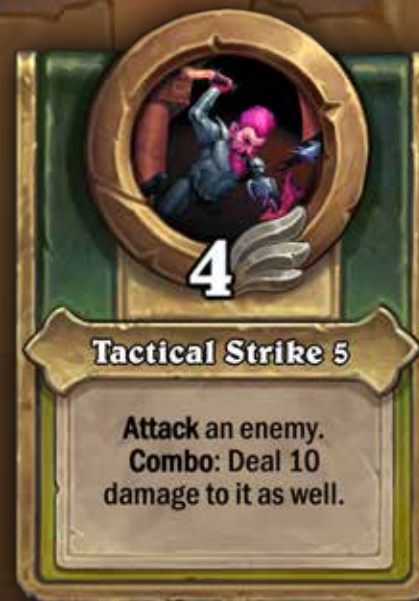 4
Tactical Strike 5
Attack an enemy.
Combo: Deal 10
damage to it as well.